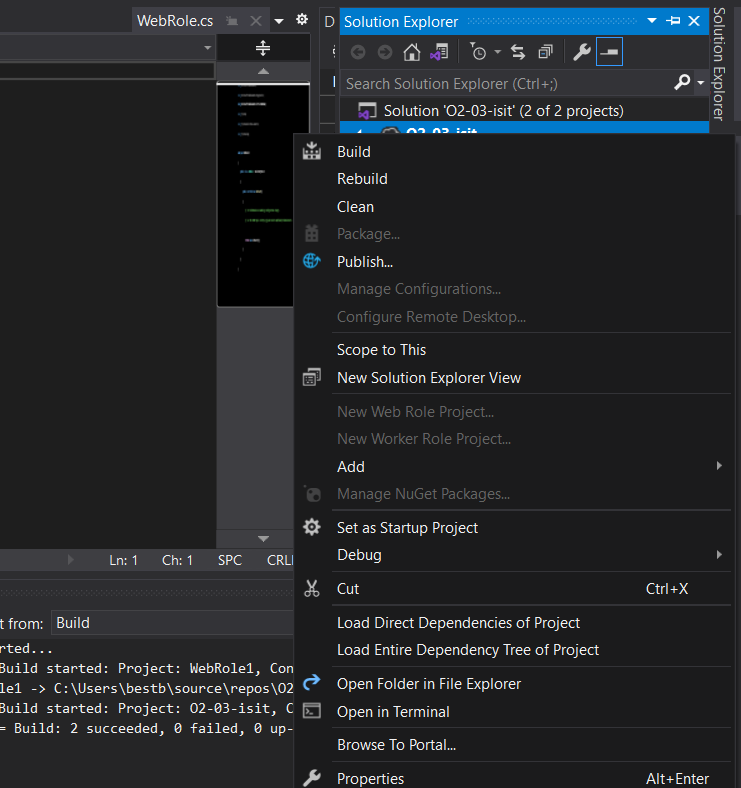 WebRole.cs
D
Solution Explorer
Solution Explorer
Search Solution Explorer (Ctrl+;)
Solution 'O2-03-isit' (2 of 2 projects)
O2-03-isit
Build
Rebuild
Clean
Package...
Publish...
Manage Configurations...
Configure Remote Desktop...
Scope to This
New Solution Explorer View
New Web Role Project...
New Worker Role Project...
Add
Manage NuGet Packages...
Set as Startup Project
Debug
Cut Ctrl+X
Load Direct Dependencies of Project
Load Entire Dependency Tree of Project
Open Folder in File Explorer
Open in Terminal
Browse To Portal...
Properties Alt+Enter
Ln: 1 Ch: 1 SPC CRLF
t from: Build
rted...
Build started: Project: WebRole1, Con
le1 -> C:\Users\bestb\source\repos\O2
Build started: Project: O2-03-isit, C
= Build: 2 succeeded, 0 failed, 0 up-